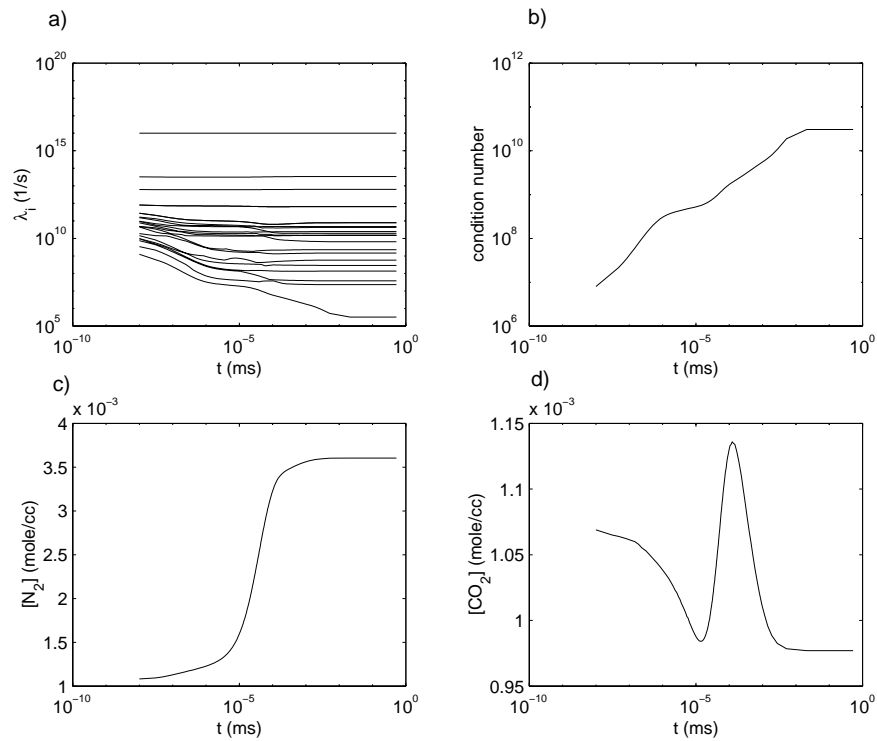 a)
10^20
10^15
10^10
10^5
λ_i (1/s)
10^-10
10^-5
10^0
t (ms)
b)
10^12
10^10
10^8
10^6
condition number
10^-10
10^-5
10^0
t (ms)
c)
x 10^-3
4
3.5
3
2.5
2
1.5
1
[N_2] (mole/cc)
10^-10
10^-5
10^0
t (ms)
d)
x 10^-3
1.15
1.1
1.05
1
0.95
[CO_2] (mole/cc)
10^-10
10^-5
10^0
t (ms)